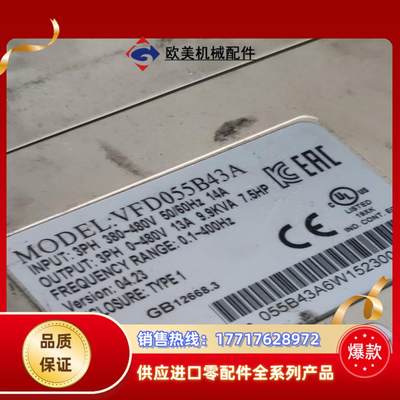 欧美机械配件
MODEL:VFD055B43A
INPUT: 3PH 380-480V 50/60Hz 14A
OUTPUT: 3PH 0-480V 13A 9.9KVA 7.5HP
FREQUENCY RANGE: 0.1-400Hz
Version: 04.23
CLOSURE: TYPE 1
GB12668.3
EAC
C UL US
LISTED
CE
055B43A6W152300
品质
保证
销售热线: 17717628972
供应进口零配件全系列产品
爆款